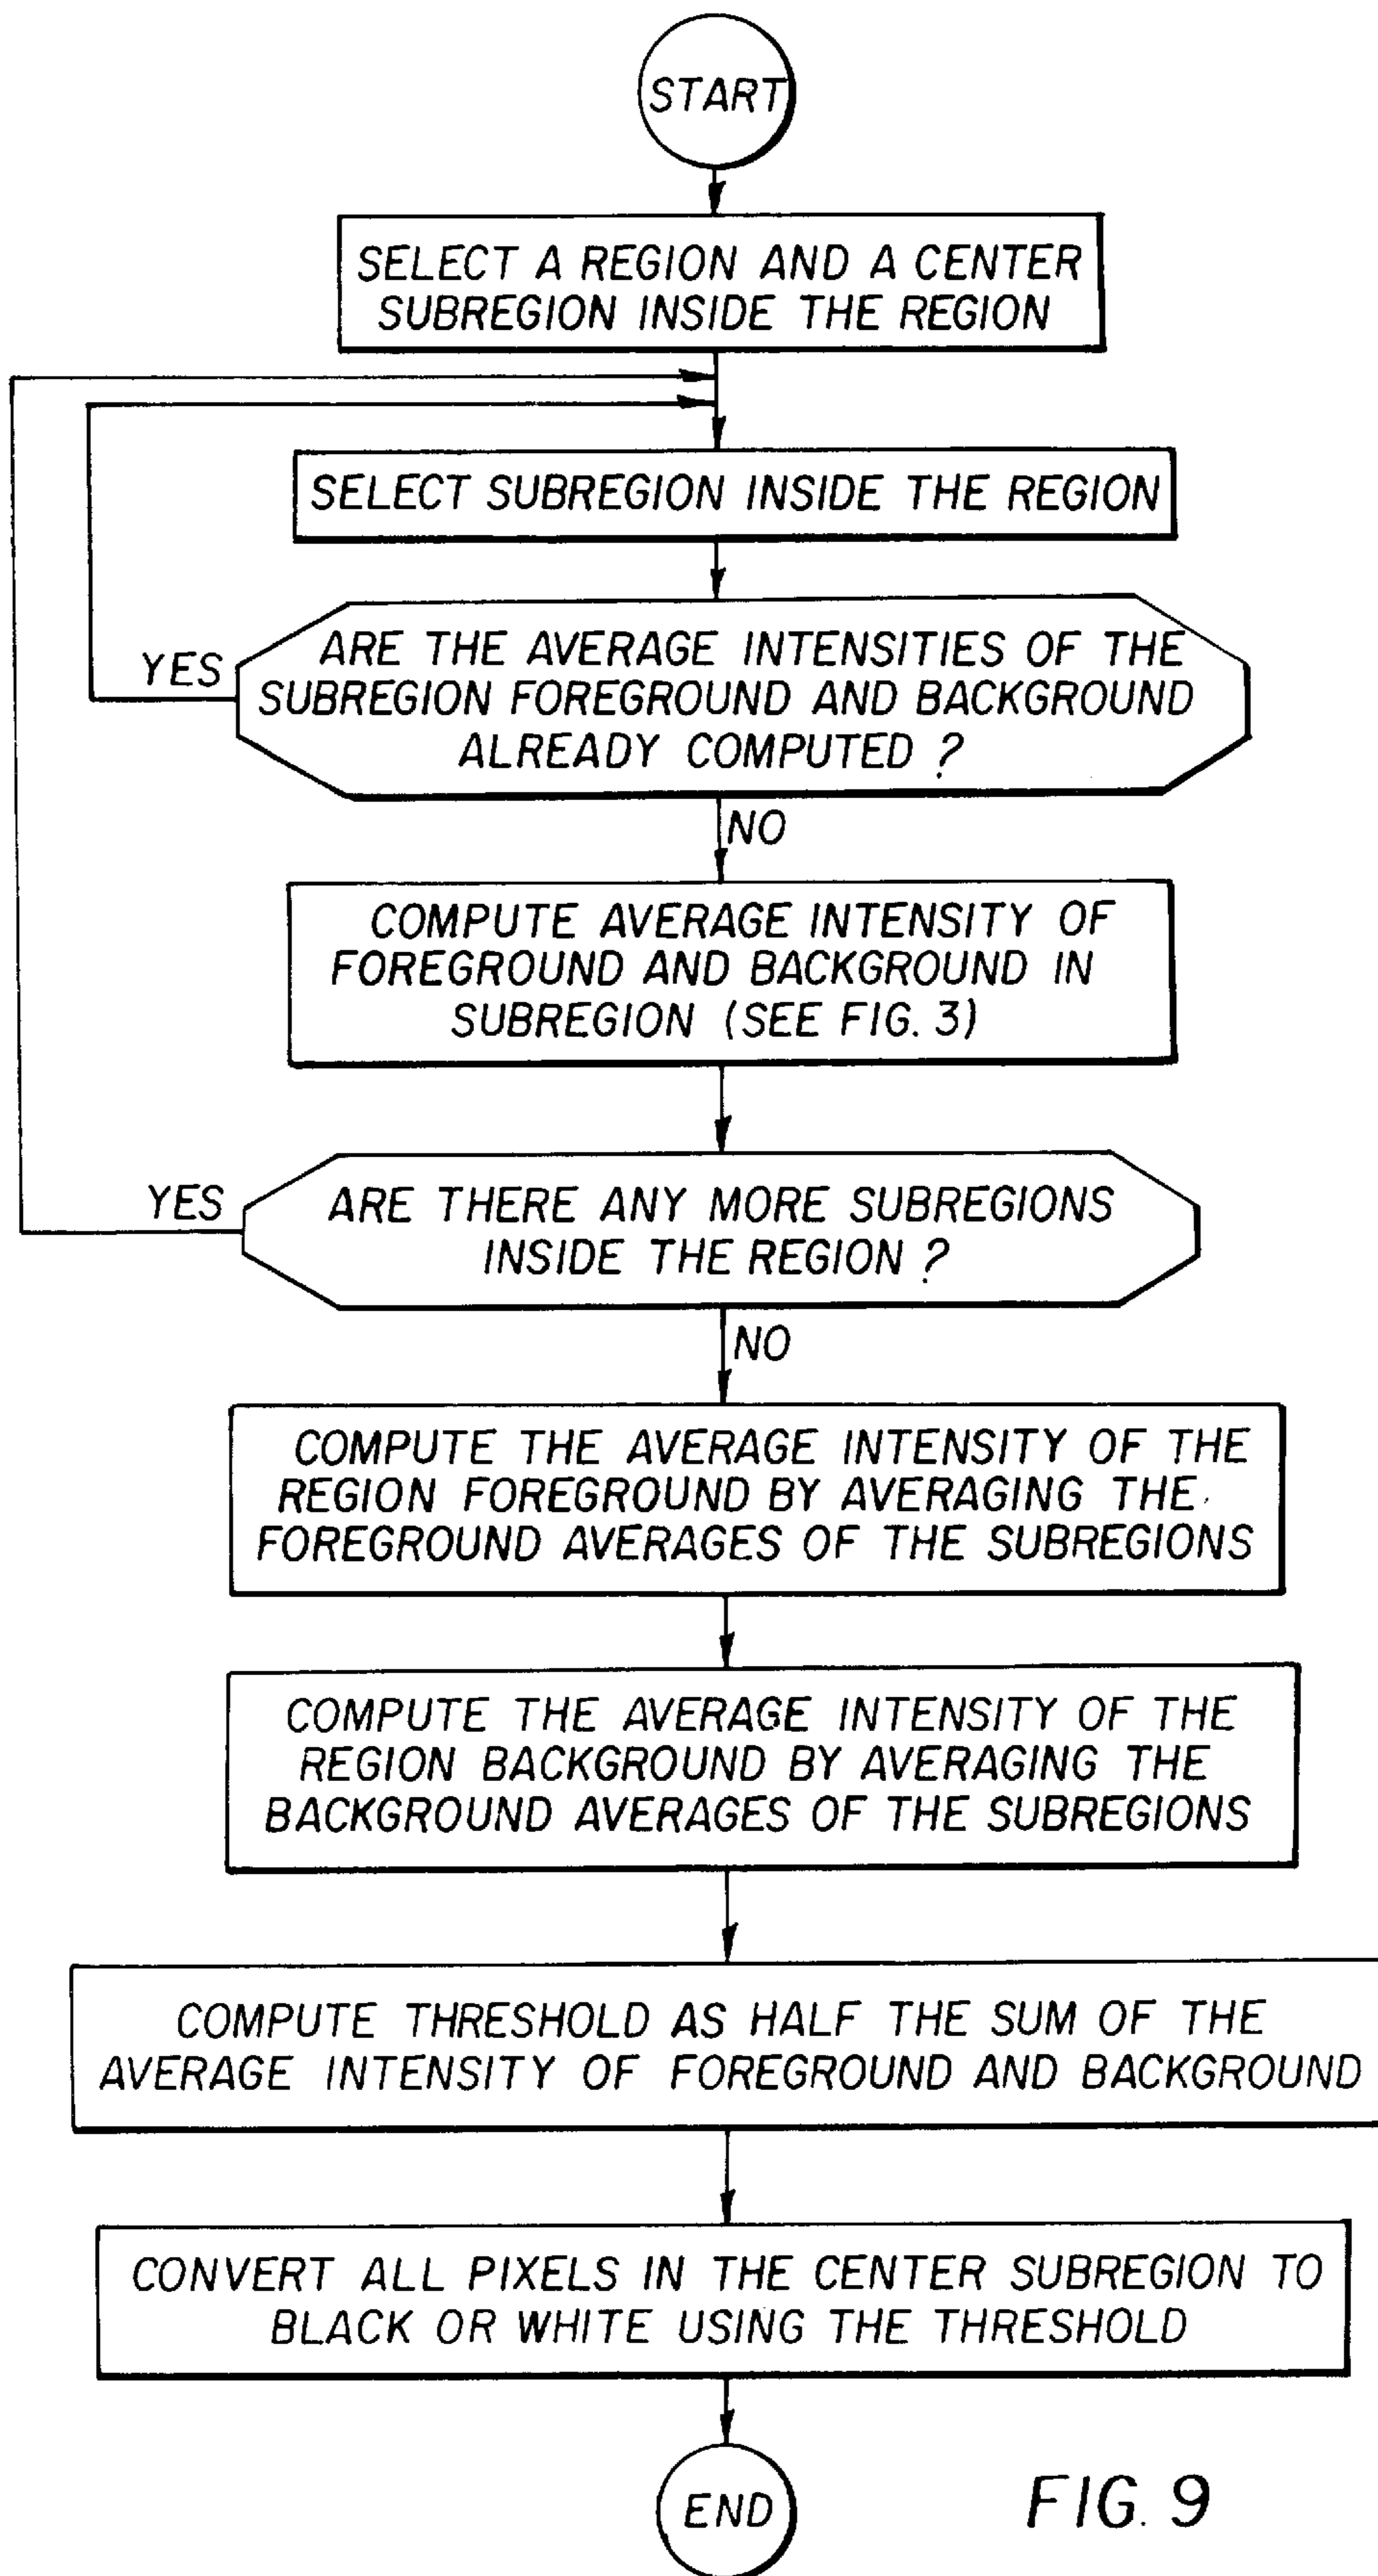 START
SELECT A REGION AND A CENTER
SUBREGION INSIDE THE REGION
SELECT SUBREGION INSIDE THE REGION
YES
ARE THE AVERAGE INTENSITIES OF THE
SUBREGION FOREGROUND AND BACKGROUND
ALREADY COMPUTED ?
NO
COMPUTE AVERAGE INTENSITY OF
FOREGROUND AND BACKGROUND IN
SUBREGION (SEE FIG. 3)
YES
ARE THERE ANY MORE SUBREGIONS
INSIDE THE REGION ?
NO
COMPUTE THE AVERAGE INTENSITY OF THE
REGION FOREGROUND BY AVERAGING THE
FOREGROUND AVERAGES OF THE SUBREGIONS
COMPUTE THE AVERAGE INTENSITY OF THE
REGION BACKGROUND BY AVERAGING THE
BACKGROUND AVERAGES OF THE SUBREGIONS
COMPUTE THRESHOLD AS HALF THE SUM OF THE
AVERAGE INTENSITY OF FOREGROUND AND BACKGROUND
CONVERT ALL PIXELS IN THE CENTER SUBREGION TO
BLACK OR WHITE USING THE THRESHOLD
END
FIG. 9